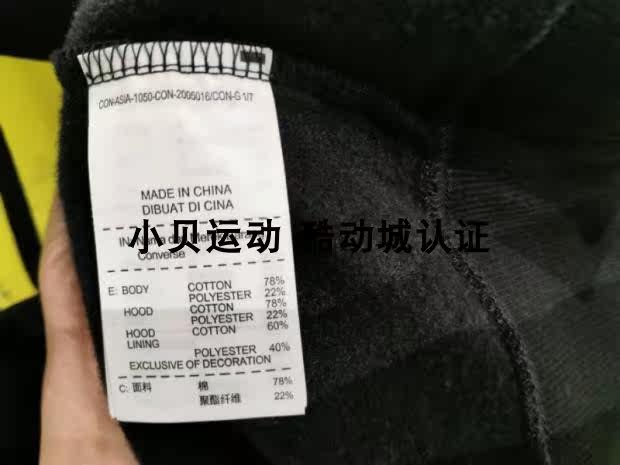 CON-ASIA-1050-CON-2005016/CON-G 1/7
MADE IN CHINA
DIBUAT DI CINA
小贝运动 酷动城认证
Converse
E: BODY COTTON 78%
POLYESTER 22%
HOOD COTTON 78%
POLYESTER 22%
HOOD LINING COTTON 60%
POLYESTER 40%
EXCLUSIVE OF DECORATION
C: 面料 棉 78%
聚酯纤维 22%